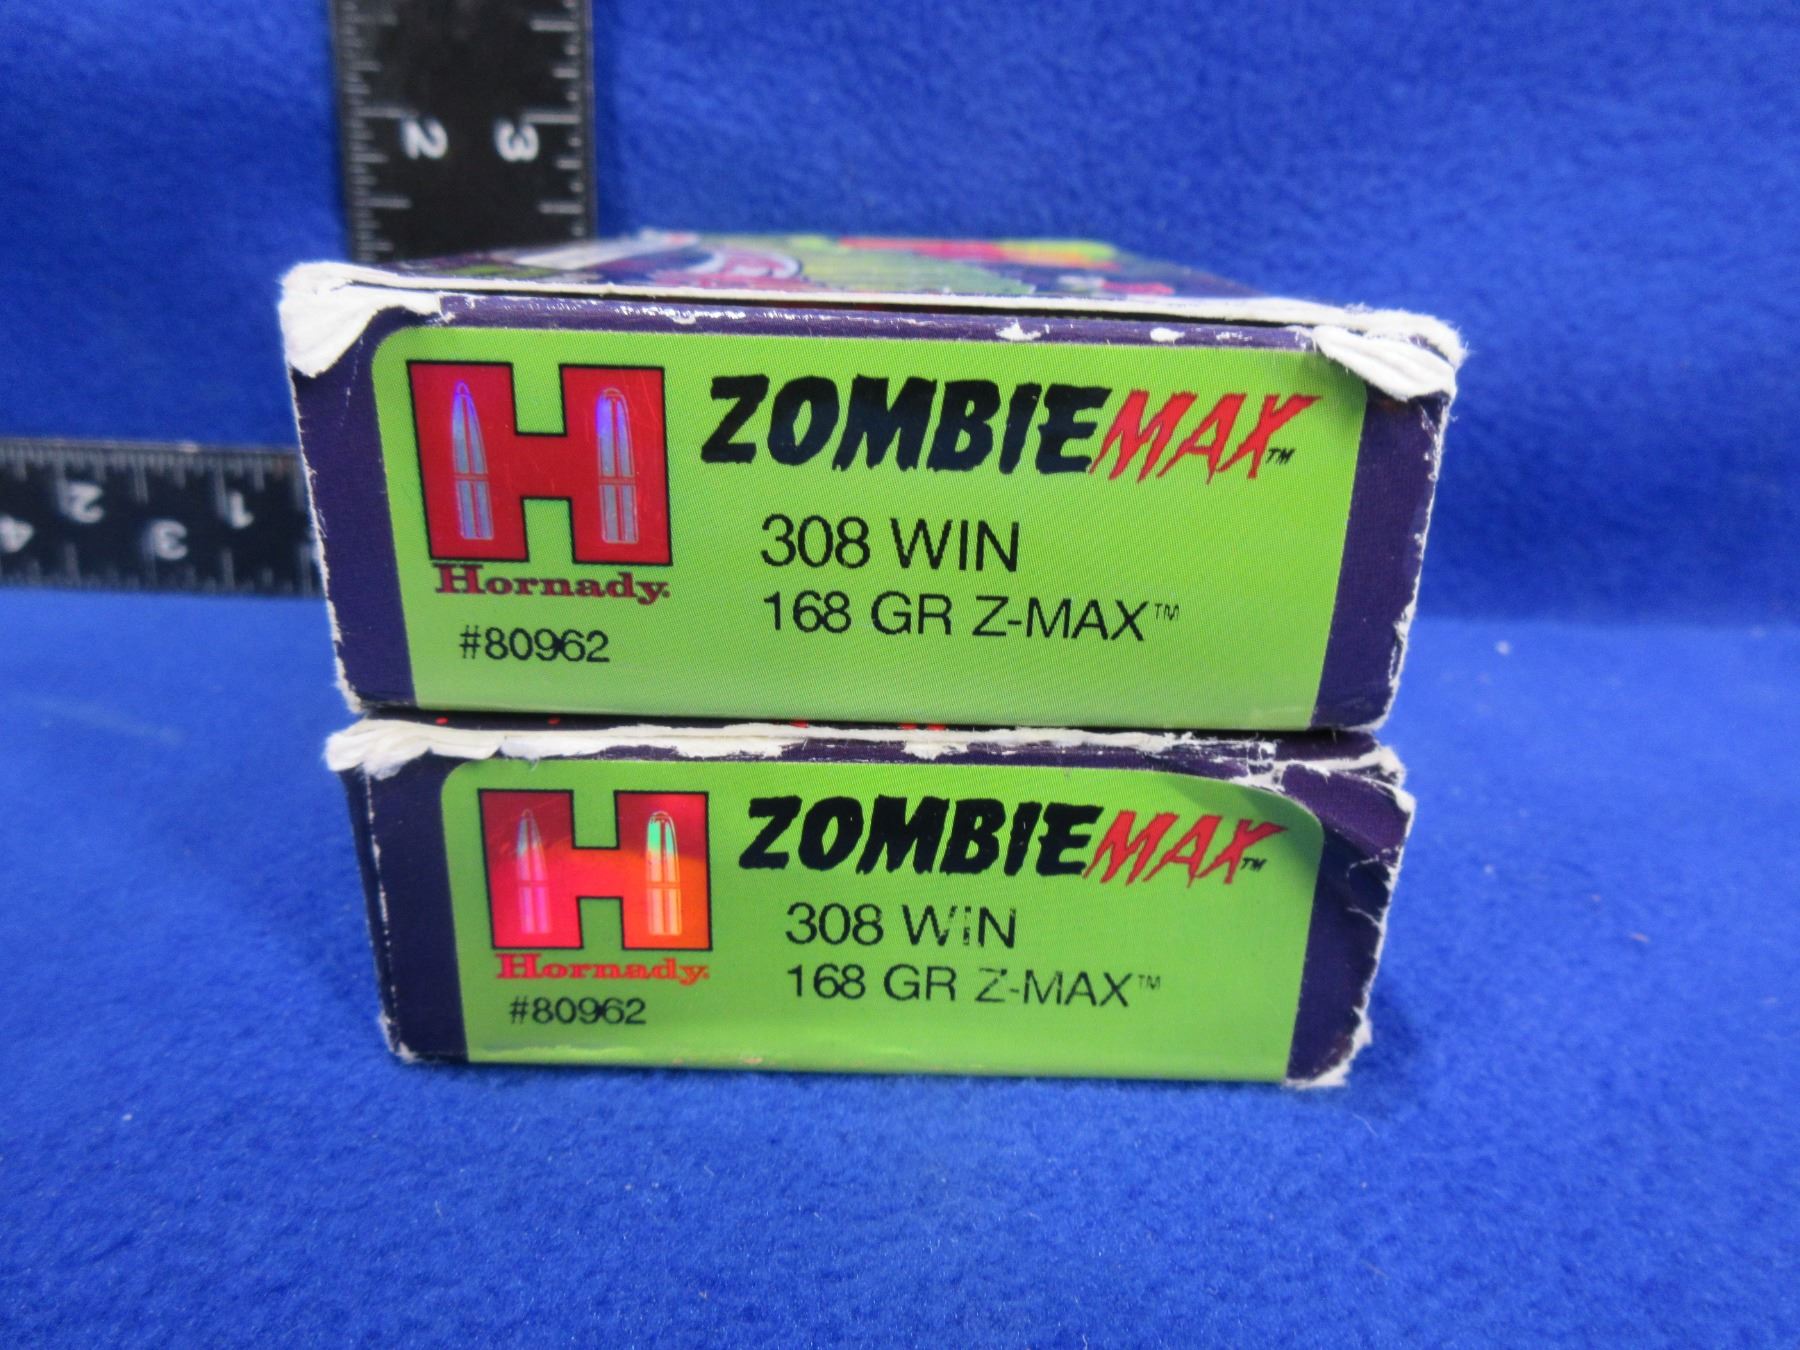 2 3
1
2
3
4
ZOMBIEMAX™
308 WIN
168 GR Z-MAX™
Hornady.
#80962
ZOMBIEMAX™
308 WIN
168 GR Z-MAX™
Hornady.
#80962